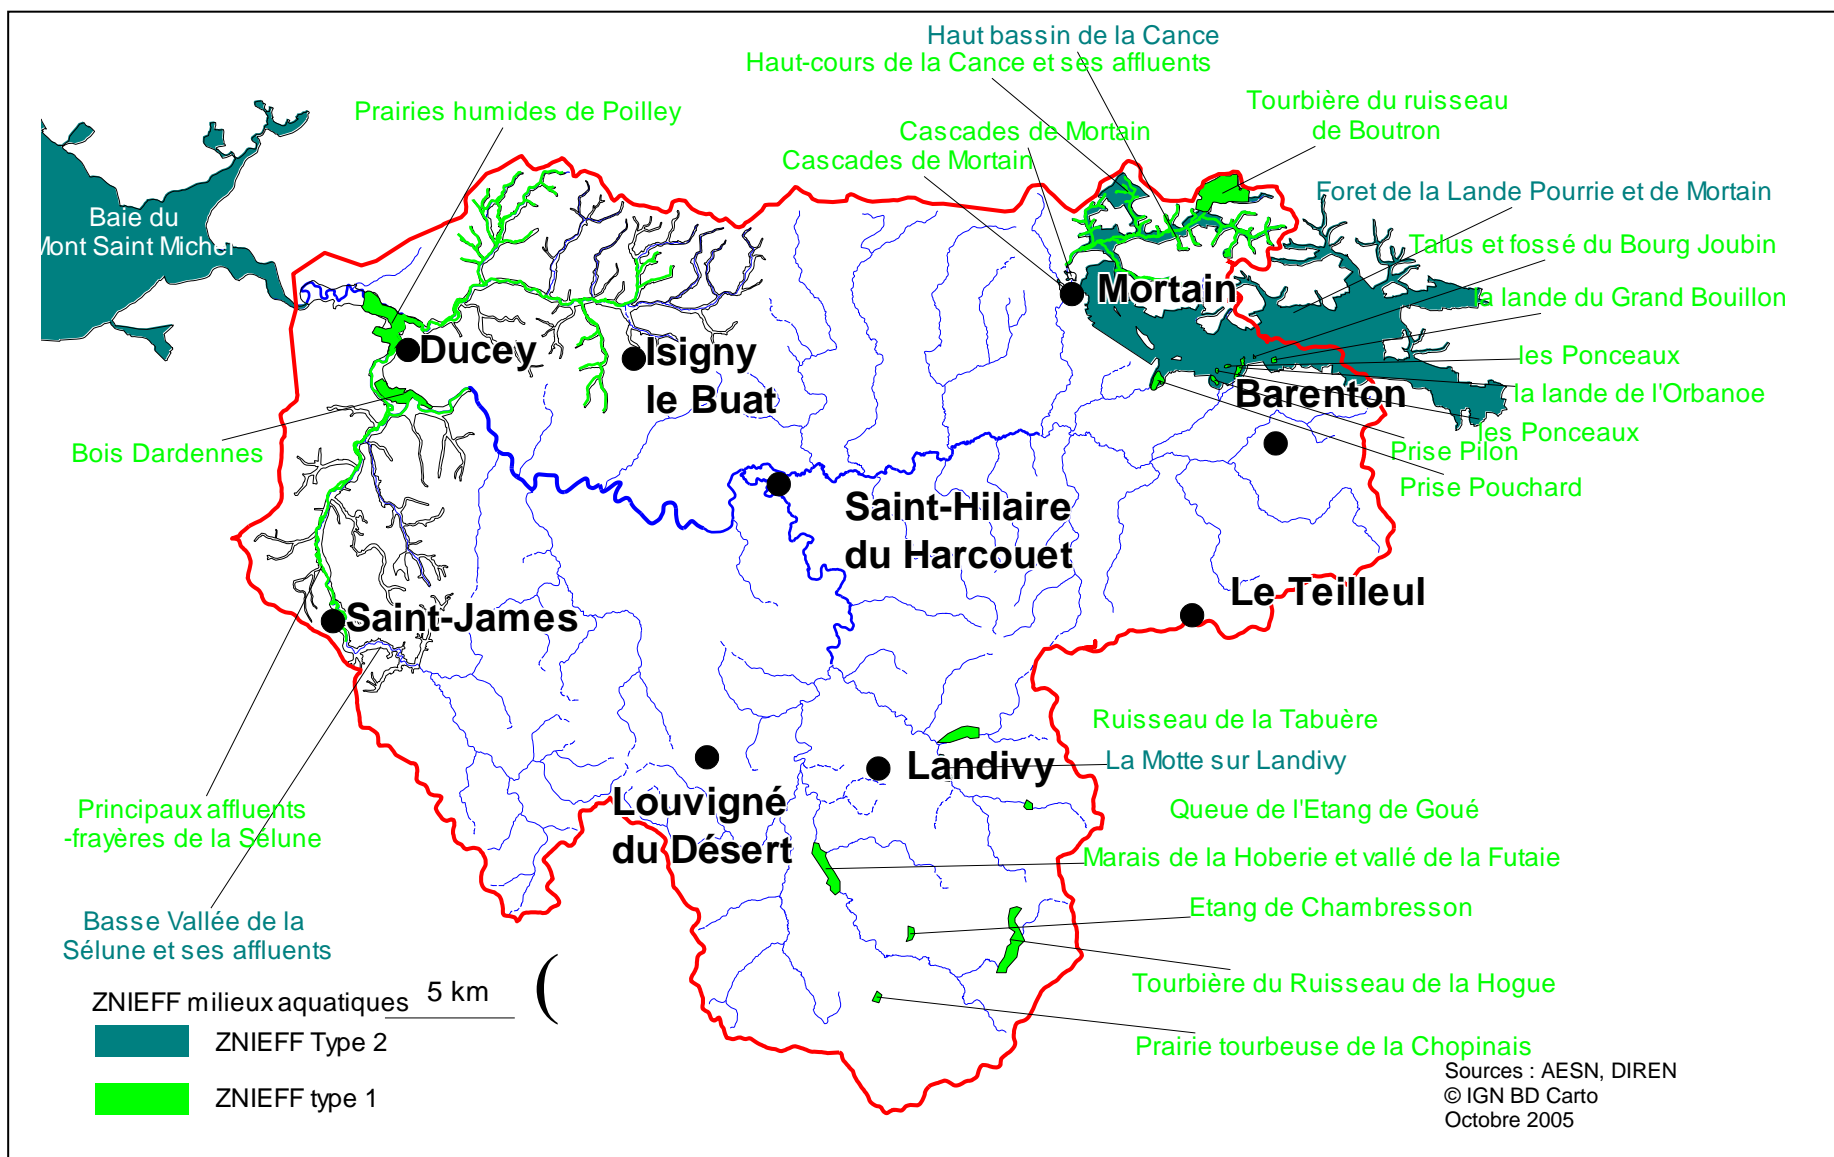 Haut bassin de la Cance
Haut-cours de la Cance et ses affluents
Prairies humides de Poilley
Tourbière du ruisseau
de Boutron
Cascades de Mortain
Cascades de Mortain
Foret de la Lande Pourrie et de Mortain
Baie du
Mont Saint Michel
Talus et fossé du Bourg Joubin
Mortain
la lande du Grand Bouillon
Ducey
Isigny
le Buat
les Ponceaux
Barenton
la lande de l'Orbanoe
les Ponceaux
Bois Dardennes
Prise Pilon
Prise Pouchard
Saint-Hilaire
du Harcouet
Le Teilleul
Saint-James
Ruisseau de la Tabuère
La Motte sur Landivy
Landivy
Louvigné
du Désert
Principaux affluents
-frayères de la Sélune
Queue de l'Etang de Goué
Marais de la Hoberie et vallé de la Futaie
Etang de Chambresson
Basse Vallée de la
Sélune et ses affluents
Tourbière du Ruisseau de la Hogue
ZNIEFF milieux aquatiques
5 km
(
ZNIEFF Type 2
Prairie tourbeuse de la Chopinais
ZNIEFF type 1
Sources : AESN, DIREN
© IGN BD Carto
Octobre 2005